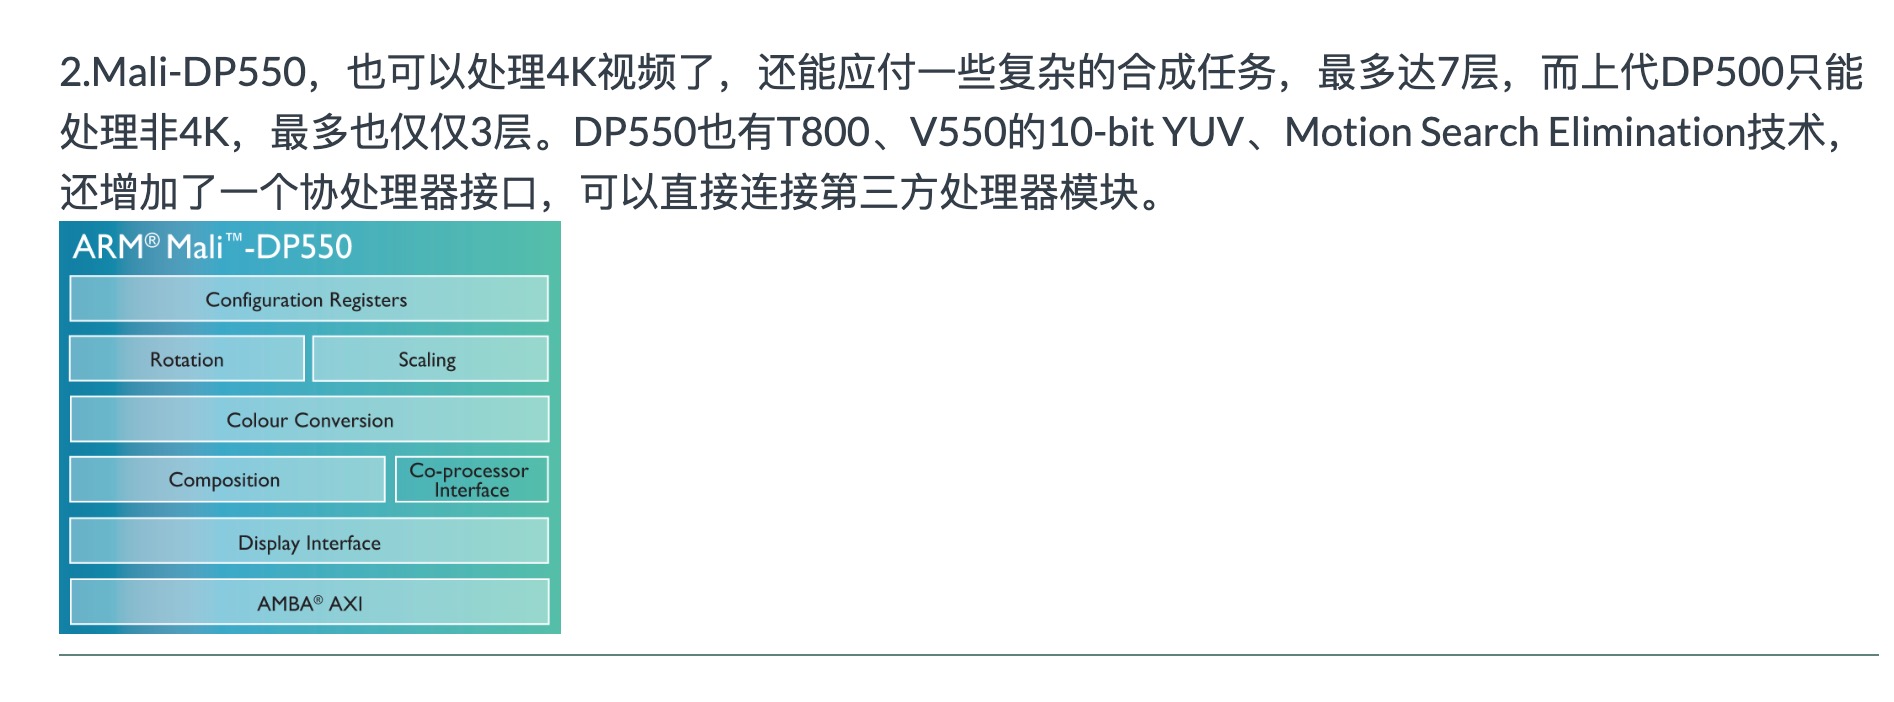 2.Mali-DP550，也可以处理4K视频了，还能应付一些复杂的合成任务，最多达7层，而上代DP500只能
处理非4K，最多也仅仅3层。DP550也有T800、V550的10-bit YUV、Motion Search Elimination技术，
还增加了一个协处理器接口，可以直接连接第三方处理器模块。
ARM® Mali™-DP550
Configuration Registers
Rotation
Scaling
Colour Conversion
Composition
Co-processor
Interface
Display Interface
AMBA® AXI